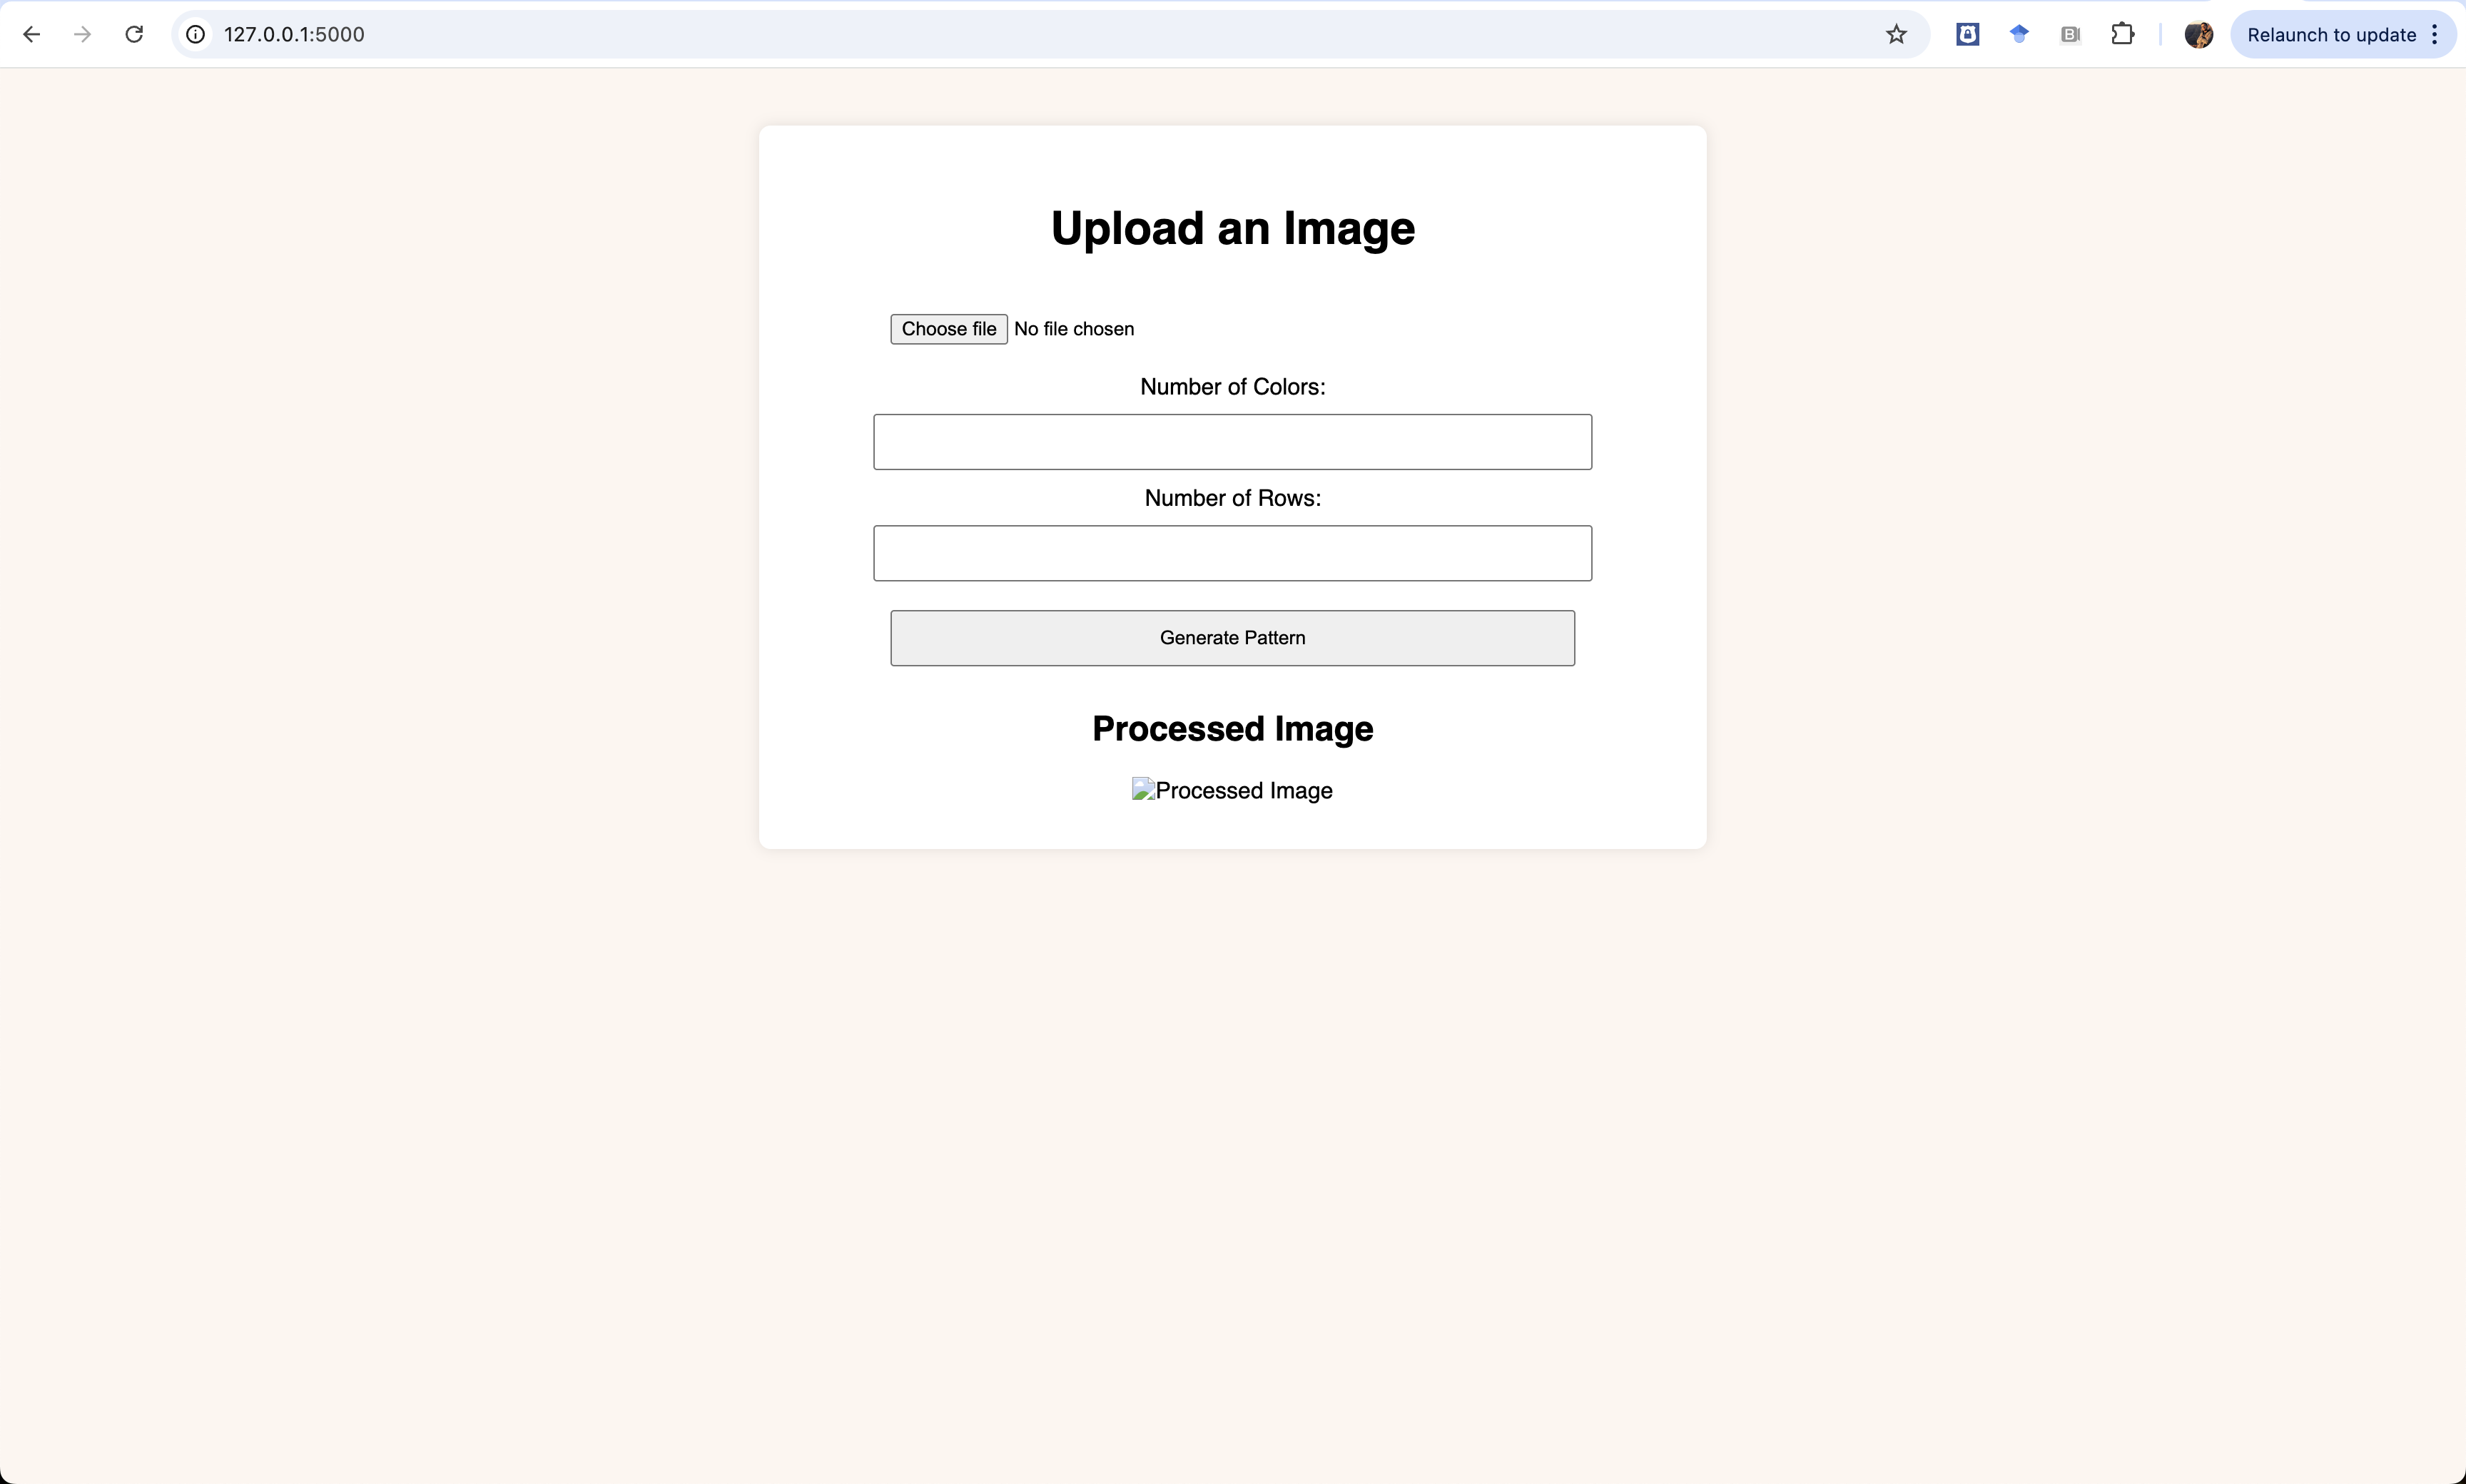 127.0.0.1:5000
Relaunch to update
Upload an Image
Choose file No file chosen
Number of Colors:
Number of Rows:
Generate Pattern
Processed Image
Processed Image